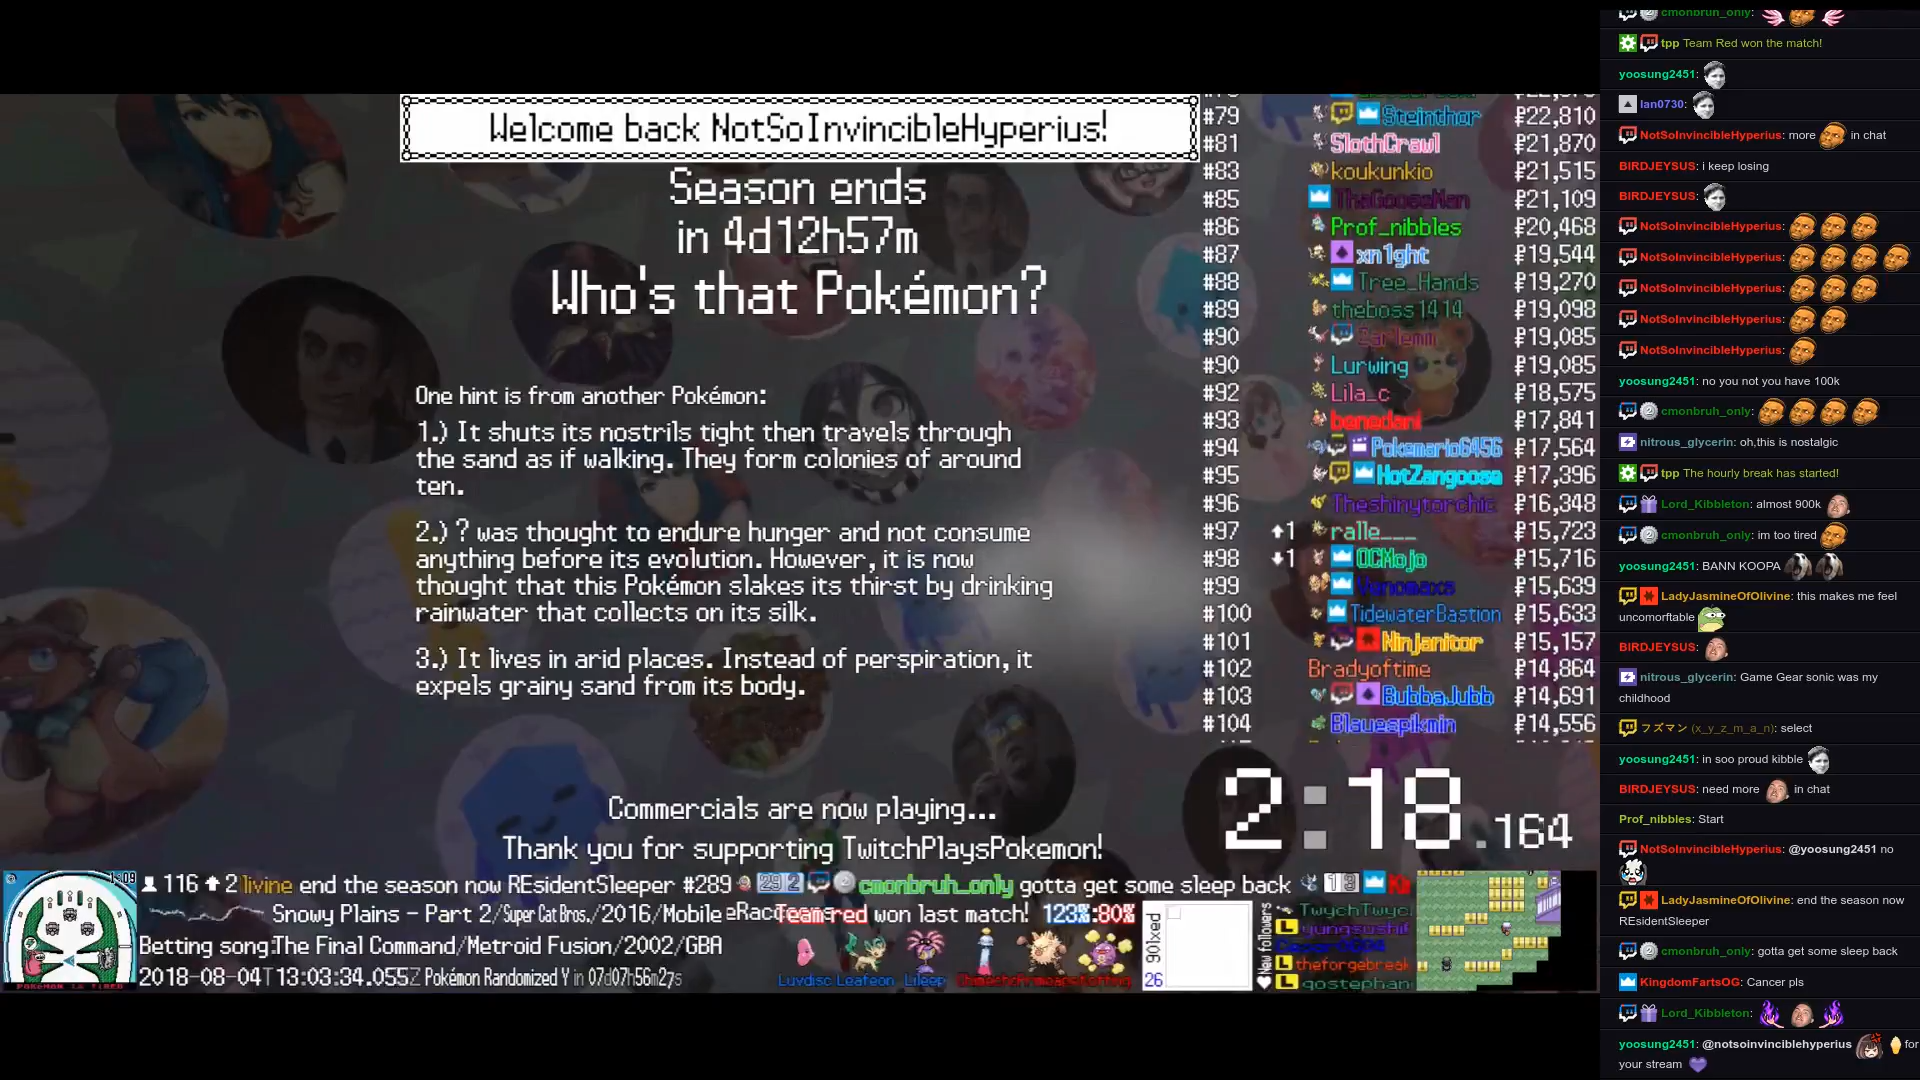 Welcome back NotSoInvincibleHyperius!
Season ends
in 4d12h57m
Who's that Pokémon?
One hint is from another Pokémon:
1.) It shuts its nostrils tight then travels through
the sand as if walking. They form colonies of around
ten.
2.) ? was thought to endure hunger and not consume
anything before its evolution. However, it is now
thought that this Pokémon slakes its thirst by drinking
rainwater that collects on its silk.
3.) It lives in arid places. Instead of perspiration, it
expels grainy sand from its body.
Commercials are now playing...
Thank you for supporting TwitchPlaysPokemon!
#79 Steinthor ₽22,810
#81 SlothCrawl ₽21,870
#83 koukunkio ₽21,515
#85 ThaGooseMan ₽21,109
#86 Prof_nibbles ₽20,468
#87 xn1ght ₽19,544
#88 Tree_Hands ₽19,270
#89 theboss1414 ₽19,098
#90 Car1emm ₽19,085
#90 Lurwing ₽19,085
#92 Lila_c ₽18,575
#93 benedani ₽17,841
#94 Pokemario6456 ₽17,564
#95 HotZangoose ₽17,396
#96 Theshinytorchic ₽16,348
#97 1 ralle___ ₽15,723
#98 1 OCMojo ₽15,716
#99 Venomaxs ₽15,639
#100 TidewaterBastion ₽15,633
#101 Ninjanitor ₽15,157
#102 Bradyoftime ₽14,864
#103 BubbaJubb ₽14,691
#104 Blauespikmin ₽14,556
2:18.164
116 2 livine end the season now REsidentSleeper #289 29 2 cmonbruh_only gotta get some sleep back 13
Snowy Plains - Part 2/Super Cat Bros./2016/Mobile Team red won last match! 123%:80%
Betting song: The Final Command/Metroid Fusion/2002/GBA
2018-08-04T13:03:34.055Z Pokémon Randomized Y in 07d07h56m27s
Luvdisc Leafeon Lileep
901xed
26
New followers
TwychTwyc
yungsushi
theforgebreak
gostephan
1:09
cmonbruh_only:
tpp Team Red won the match!
yoosung2451:
lan0730:
NotSoInvincibleHyperius: more in chat
BIRDJEYSUS: i keep losing
BIRDJEYSUS:
NotSoInvincibleHyperius:
NotSoInvincibleHyperius:
NotSoInvincibleHyperius:
NotSoInvincibleHyperius:
NotSoInvincibleHyperius:
yoosung2451: no you not you have 100k
cmonbruh_only:
nitrous_glycerin: oh,this is nostalgic
tpp The hourly break has started!
Lord_Kibbleton: almost 900k
cmonbruh_only: im too tired
yoosung2451: BANN KOOPA
LadyJasmineOfOlivine: this makes me feel
uncomorftable
BIRDJEYSUS:
nitrous_glycerin: Game Gear sonic was my
childhood
フズマン (x_y_z_m_a_n): select
yoosung2451: in soo proud kibble
BIRDJEYSUS: need more in chat
Prof_nibbles: Start
NotSoInvincibleHyperius: @yoosung2451 no
LadyJasmineOfOlivine: end the season now
REsidentSleeper
cmonbruh_only: gotta get some sleep back
KingdomFartsOG: Cancer pls
Lord_Kibbleton:
yoosung2451: @notsoinvinciblehyperius for
your stream